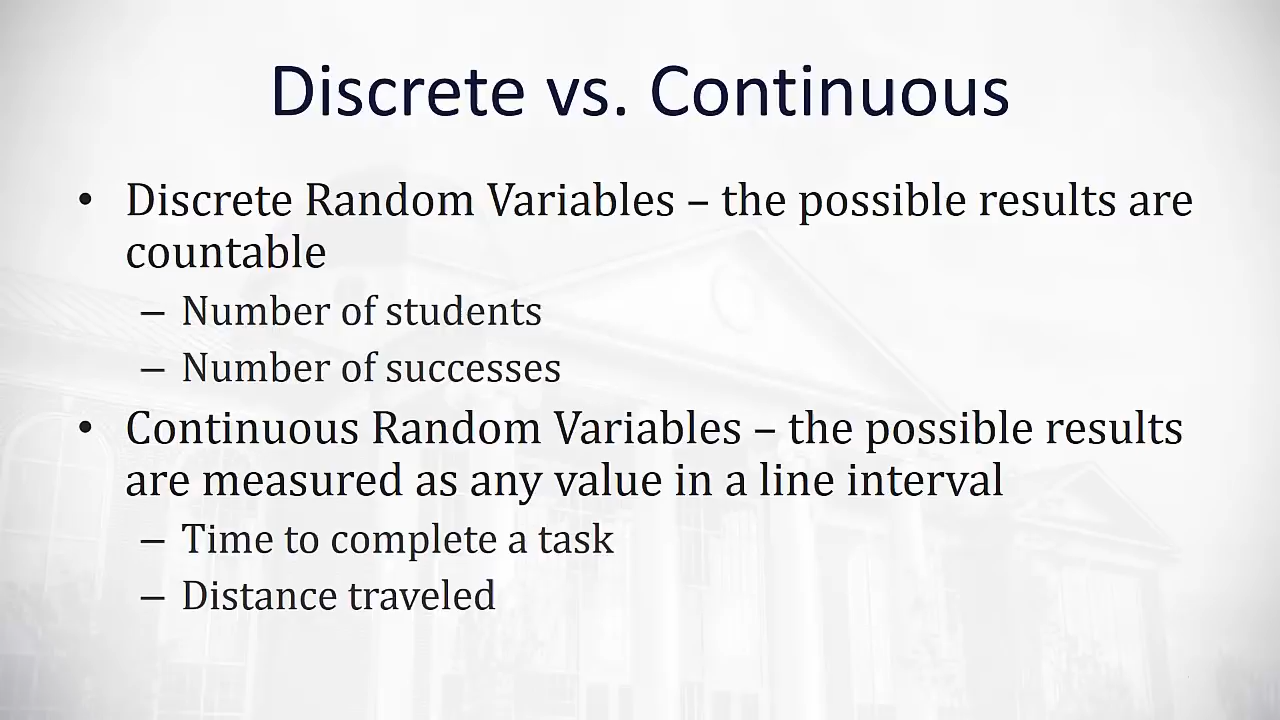 Discrete vs. Continuous
• Discrete Random Variables – the possible results are
countable
– Number of students
– Number of successes
• Continuous Random Variables – the possible results
are measured as any value in a line interval
– Time to complete a task
– Distance traveled